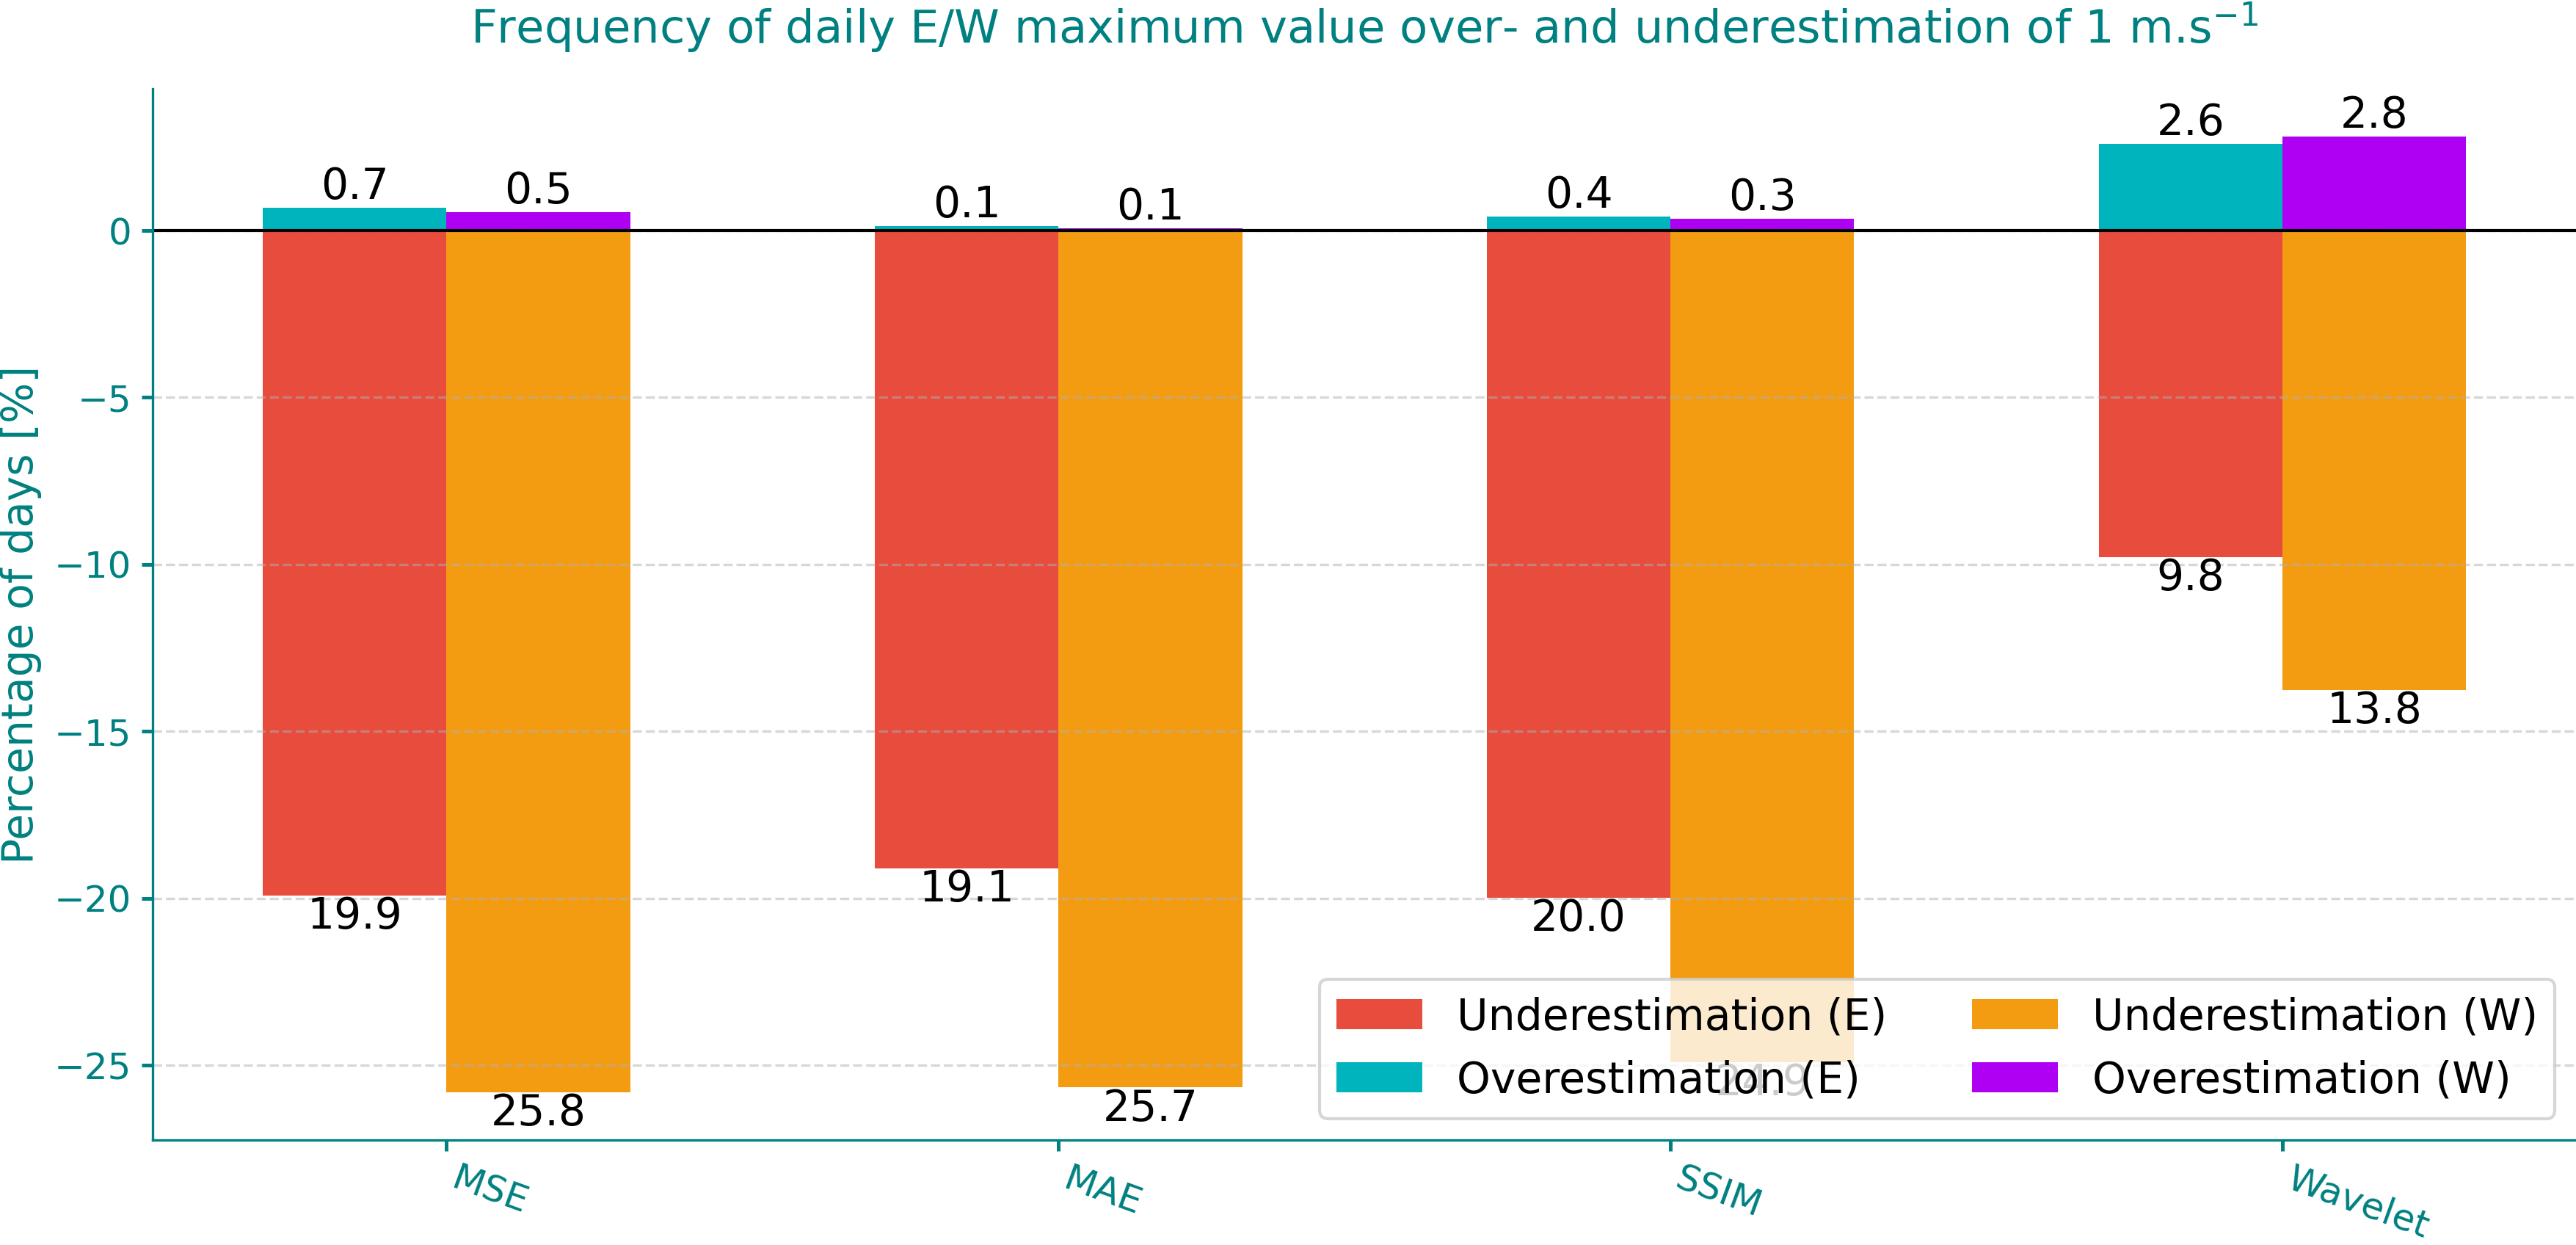 Frequency of daily E/W maximum value over- and underestimation of 1 m.s⁻¹
Percentage of days [%]
0
−5
−10
−15
−20
−25
0.7
0.5
0.1
0.1
0.4
0.3
2.6
2.8
19.9
25.8
19.1
25.7
20.0
24.9
9.8
13.8
Underestimation (E)
Overestimation (E)
Underestimation (W)
Overestimation (W)
MSE
MAE
SSIM
Wavelet